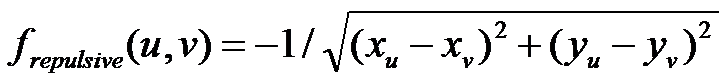 f_repulsive(u,v) = −1/√((x_u − x_v)² + (y_u − y_v)²)